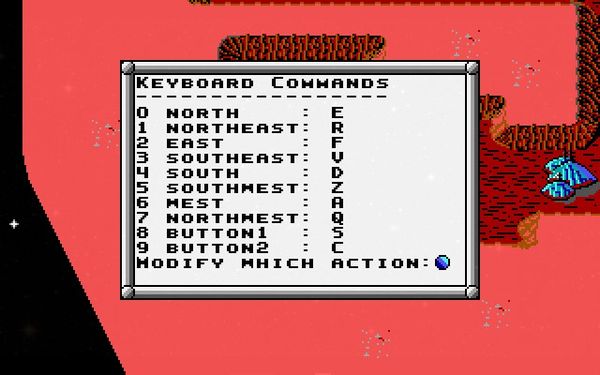 KEYBOARD COMMANDS
-----------------
0 NORTH : E
1 NORTHEAST: R
2 EAST : F
3 SOUTHEAST: V
4 SOUTH : D
5 SOUTHWEST: Z
6 WEST : A
7 NORTHWEST: Q
8 BUTTON1 : S
9 BUTTON2 : C
MODIFY WHICH ACTION: